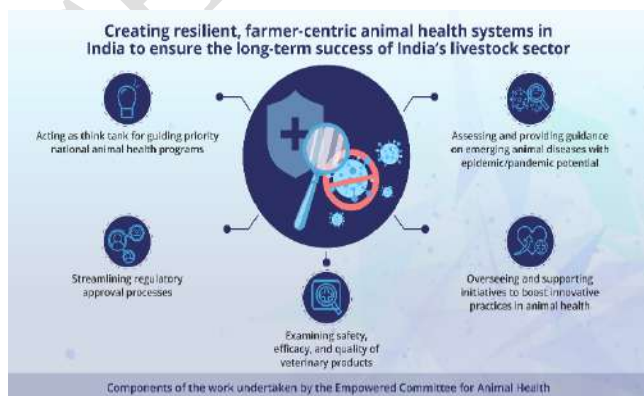 Creating resilient, farmer-centric animal health systems in
India to ensure the long-term success of India's livestock sector
Acting as think tank for guiding priority
national animal health programs
Assessing and providing guidance
on emerging animal diseases with
epidemic/pandemic potential
Streamlining regulatory
approval processes
Overseeing and supporting
initiatives to boost innovative
practices in animal health
Examining safety,
efficacy, and quality of
veterinary products
Components of the work undertaken by the Empowered Committee for Animal Health